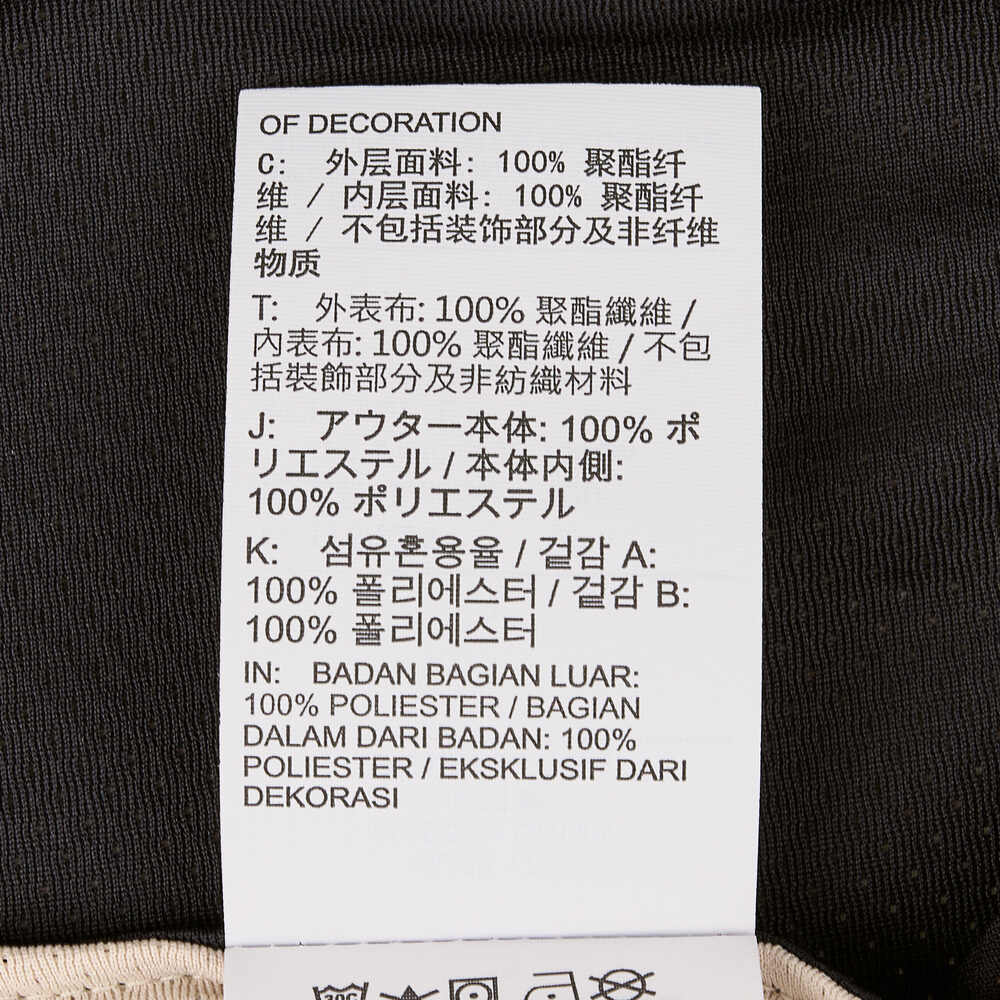 OF DECORATION
C: 外层面料: 100% 聚酯纤
维 / 内层面料: 100% 聚酯纤
维 / 不包括装饰部分及非纤维
物质
T: 外表布: 100% 聚酯纖維 /
內表布: 100% 聚酯纖維 / 不包
括裝飾部分及非紡織材料
J: アウター本体: 100% ポ
リエステル / 本体内側:
100% ポリエステル
K: 섬유혼용율 / 겉감 A:
100% 폴리에스터 / 겉감 B:
100% 폴리에스터
IN: BADAN BAGIAN LUAR:
100% POLIESTER / BAGIAN
DALAM DARI BADAN: 100%
POLIESTER / EKSKLUSIF DARI
DEKORASI
30C